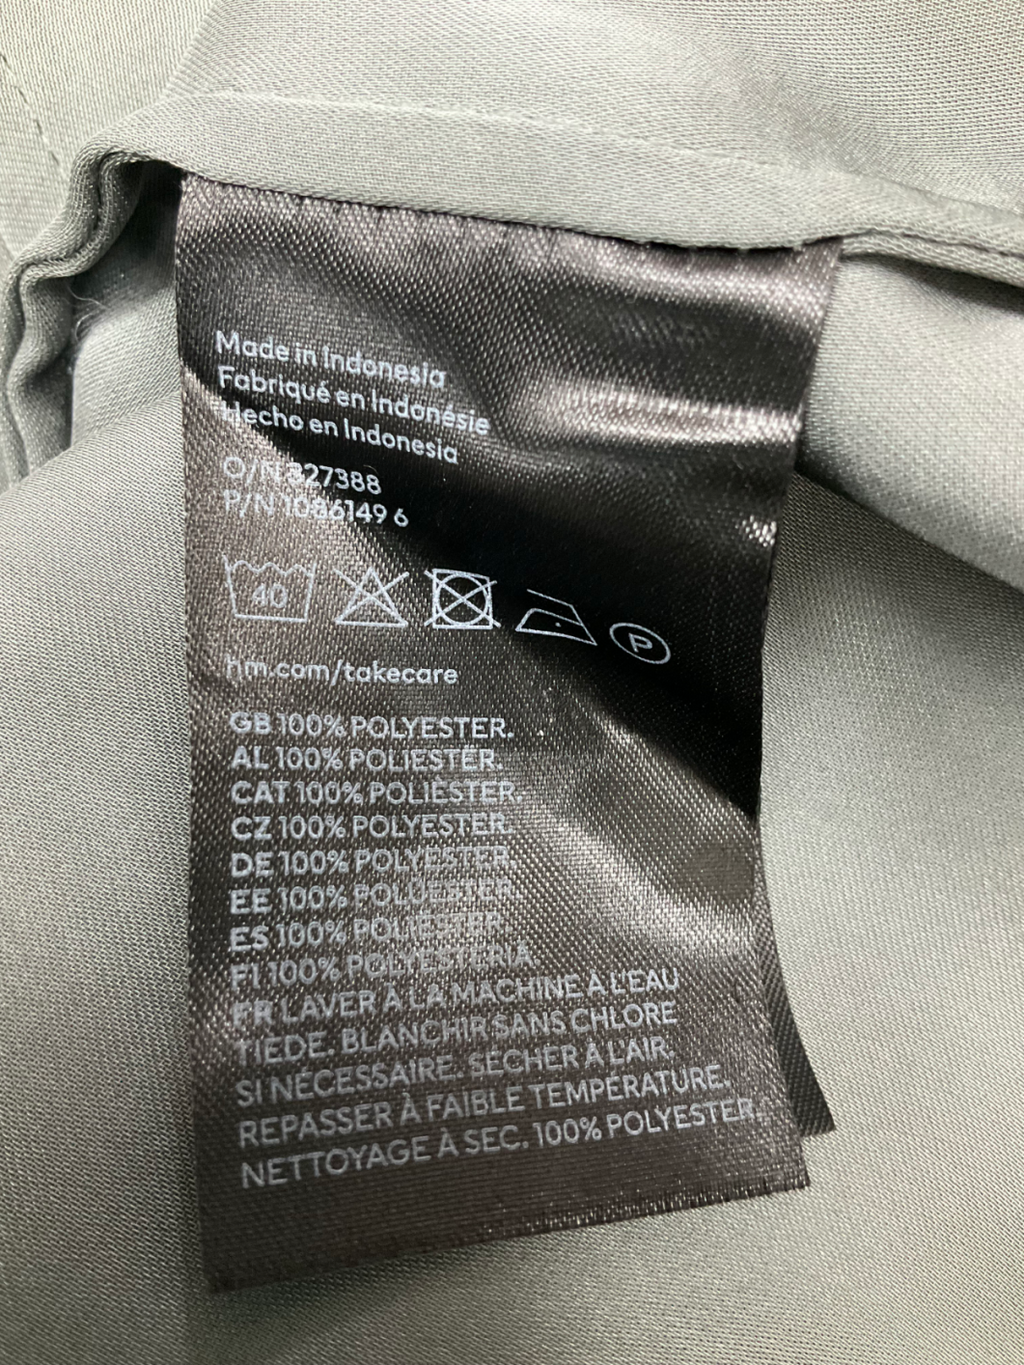 Made in Indonesia
Fabriqué en Indonésie
Hecho en Indonesia
O/N 327388
P/N 1086149 6
40
P
hm.com/takecare
GB 100% POLYESTER.
AL 100% POLIESTËR.
CAT 100% POLIÈSTER.
CZ 100% POLYESTER.
DE 100% POLYESTER.
EE 100% POLÜESTER.
ES 100% POLIÉSTER.
FI 100% POLYESTERIA
FR LAVER À LA MACHINE À L'EAU
TIÈDE. BLANCHIR SANS CHLORE
SI NÉCESSAIRE. SÉCHER À L'AIR.
REPASSER À FAIBLE TEMPÉRATURE.
NETTOYAGE À SEC. 100% POLYESTER.